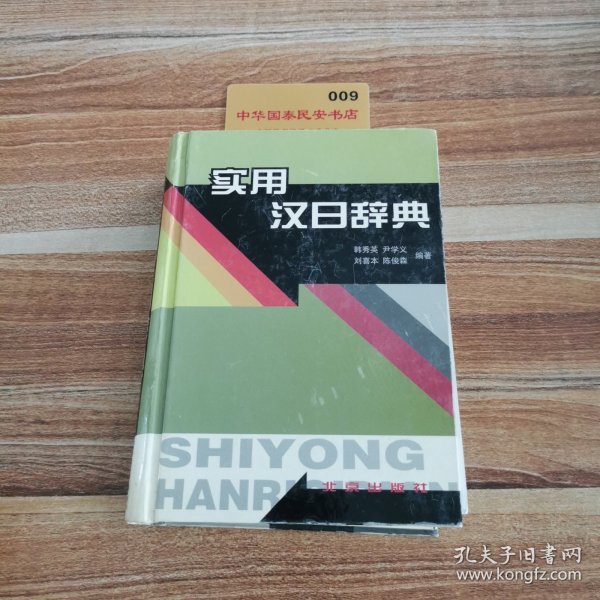 009
中华国泰民安书店
实用
汉日辞典
韩秀英 尹学义
刘喜本 陈俊森
编著
SHIYONG
HANRI
北京出版社
孔夫子旧书网
www.kongfz.com